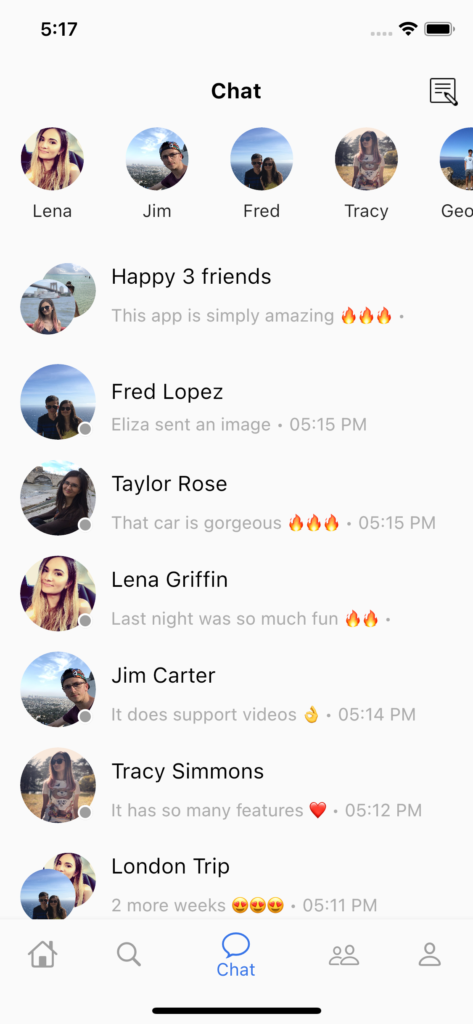 5:17
Chat
Lena
Jim
Fred
Tracy
Geo
Happy 3 friends
This app is simply amazing 🔥🔥🔥 •
Fred Lopez
Eliza sent an image • 05:15 PM
Taylor Rose
That car is gorgeous 🔥🔥🔥 • 05:15 PM
Lena Griffin
Last night was so much fun 🔥🔥 •
Jim Carter
It does support videos 👌 • 05:14 PM
Tracy Simmons
It has so many features ❤️ • 05:12 PM
London Trip
2 more weeks 😍😍😍 • 05:11 PM
Chat